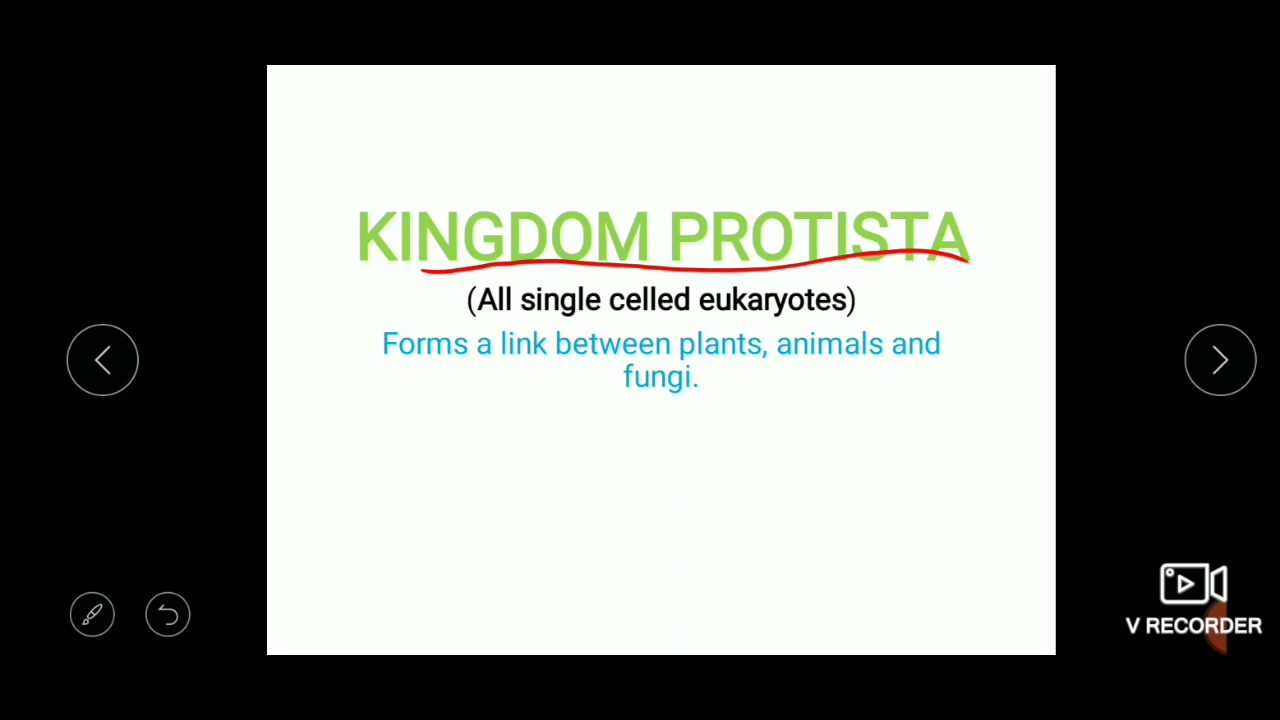 KINGDOM PROTISTA
(All single celled eukaryotes)
Forms a link between plants, animals and
fungi.
V RECORDER